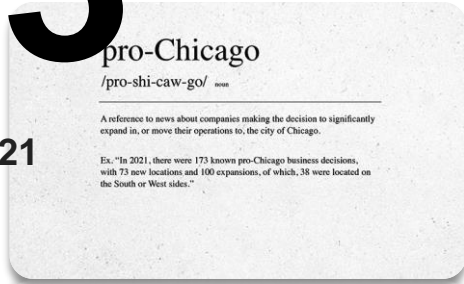 pro-Chicago
/pro-shi-caw-go/ noun
A reference to news about companies making the decision to significantly
expand in, or move their operations to, the city of Chicago.
21
Ex. “In 2021, there were 173 known pro-Chicago business decisions,
with 73 new locations and 100 expansions, of which, 38 were located on
the South or West sides.”